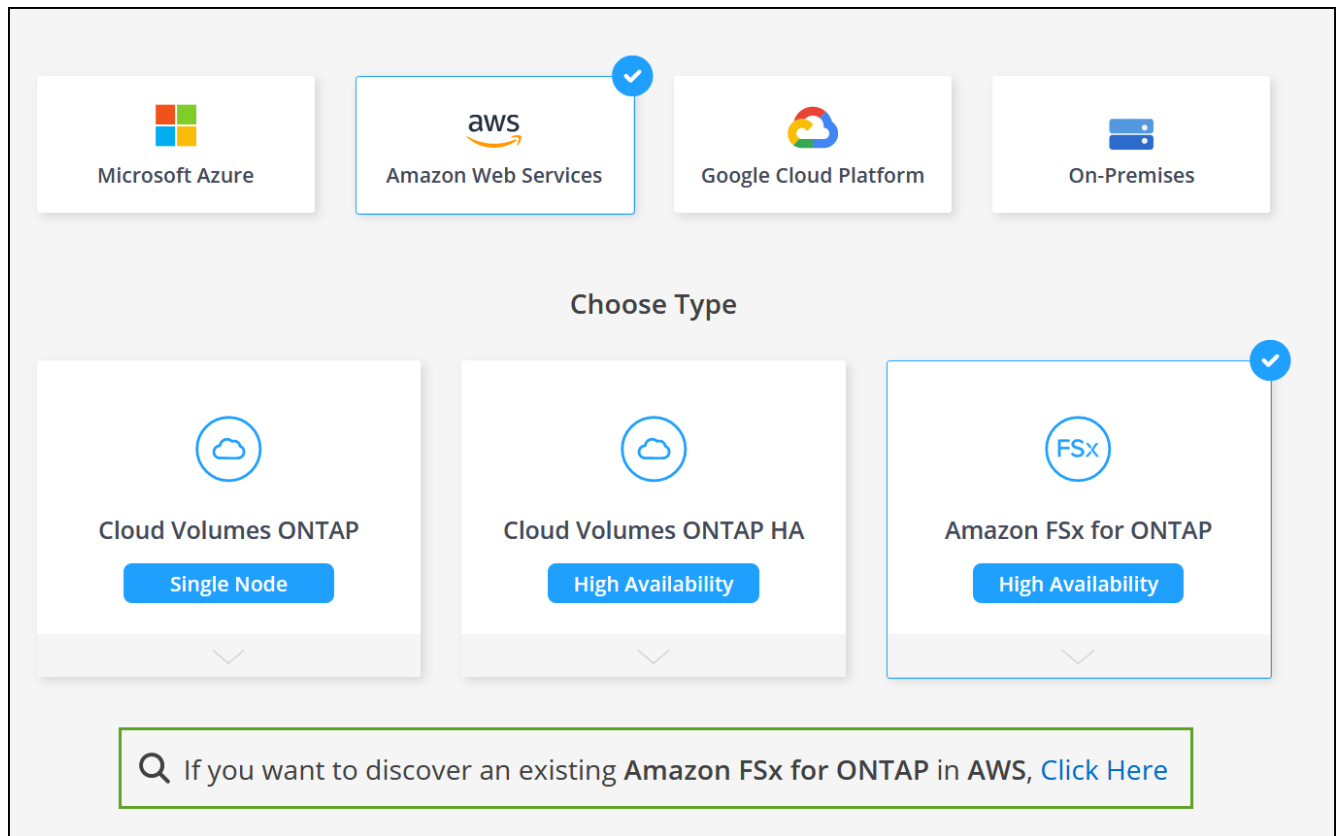 aws
Microsoft Azure
Amazon Web Services
Google Cloud Platform
On-Premises
Choose Type
FSx
Cloud Volumes ONTAP
Cloud Volumes ONTAP HA
Amazon FSx for ONTAP
Single Node
High Availability
High Availability
If you want to discover an existing Amazon FSx for ONTAP in AWS, Click Here